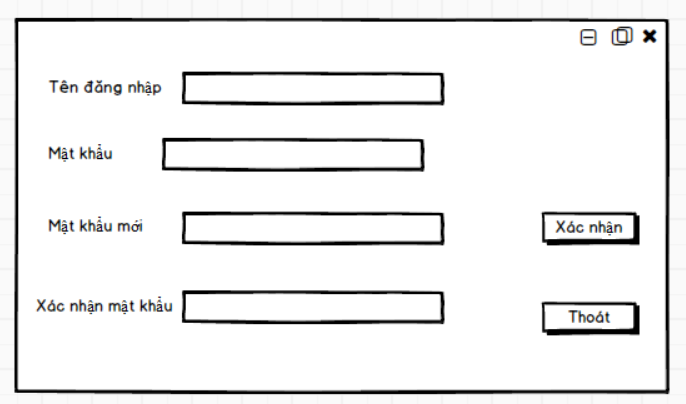 Tên đăng nhập
Mật khẩu
Mật khẩu mới
Xác nhận
Xác nhận mật khẩu
Thoát